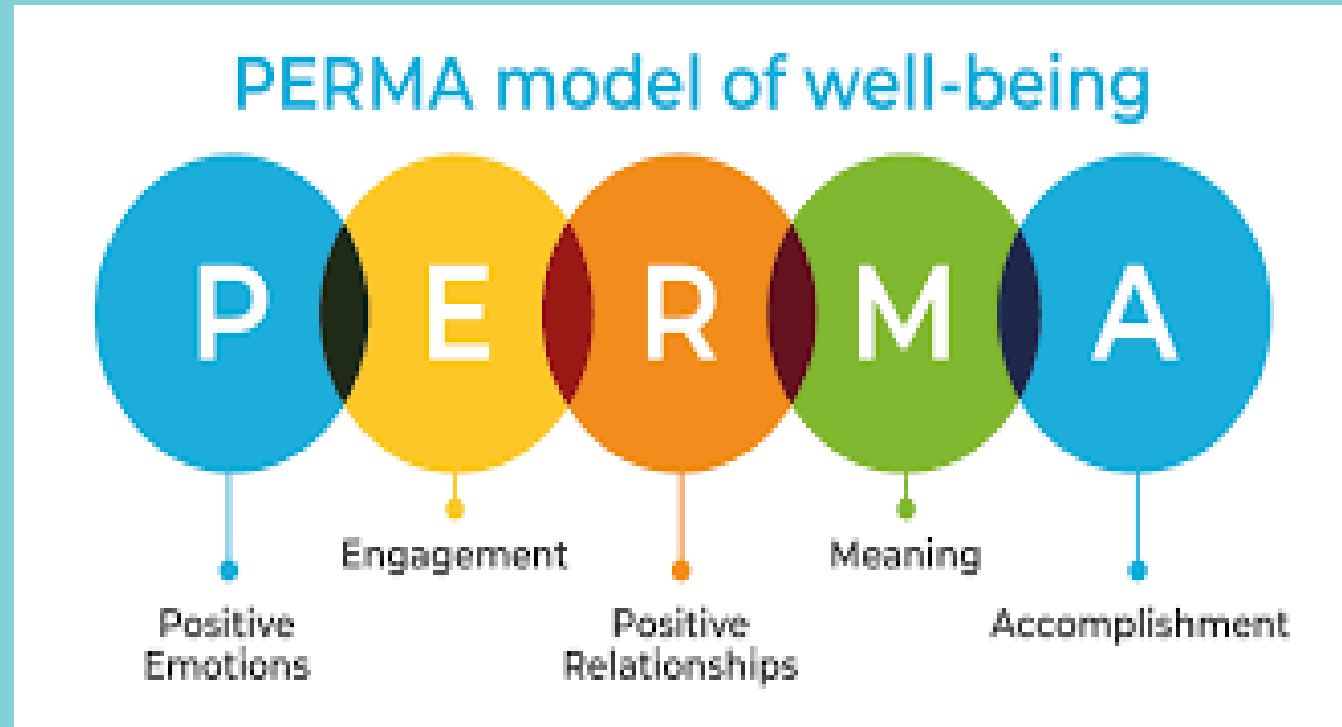 PERMA model of well-being
P E R M A
Engagement
Meaning
Positive
Emotions
Positive
Relationships
Accomplishment